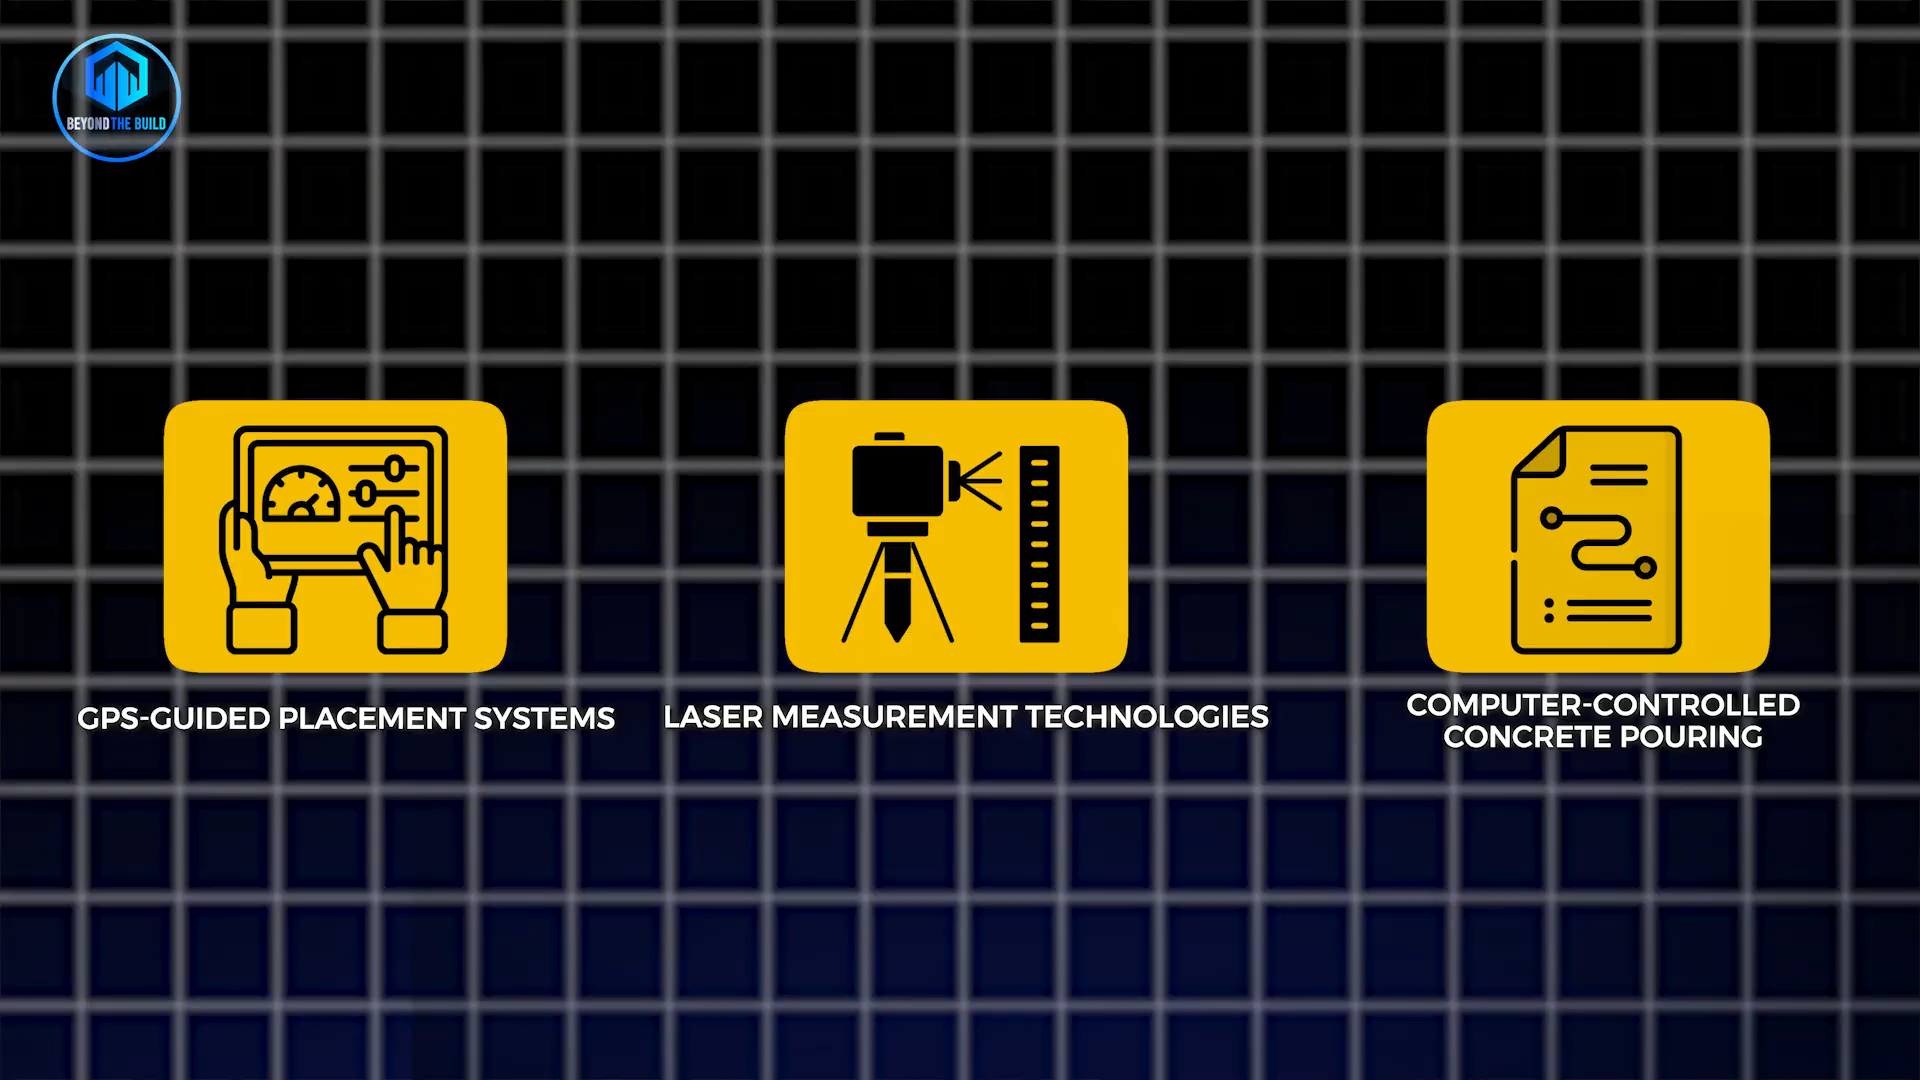 BEYOND THE BUILD
GPS-GUIDED PLACEMENT SYSTEMS
LASER MEASUREMENT TECHNOLOGIES
COMPUTER-CONTROLLED
CONCRETE POURING